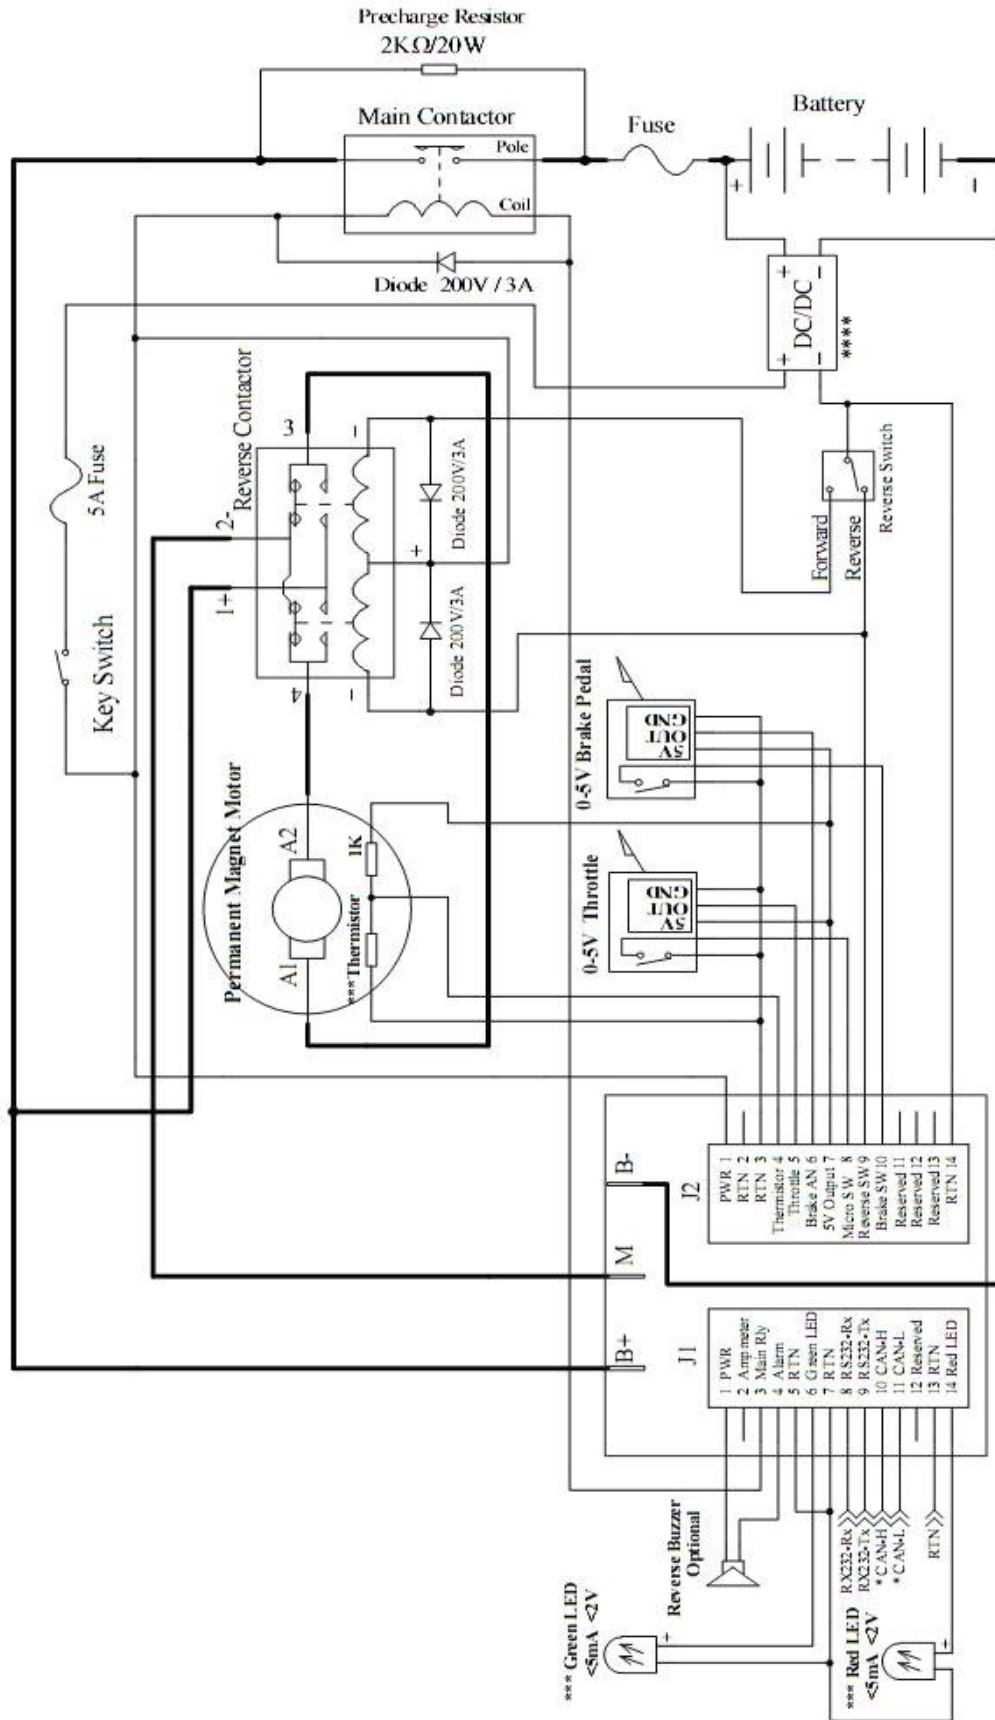 Precharge Resistor
2KΩ/20W
Main Contactor
Pole
Coil
Fuse
Battery
+
-
Diode 200V / 3A
+
-
DC/DC
+
-
****
5A Fuse
Key Switch
Reverse Contactor
3
2-
1+
4
-
+
-
Diode 200V/3A
Diode 200V/3A
Forward
Reverse
Reverse Switch
Permanent Magnet Motor
A2
A1
1K
***Thermistor
0-5V Brake Pedal
GND
OUT
5V
0-5V Throttle
GND
OUT
5V
B-
M
B+
J2
PWR 1
RTN 2
RTN 3
Thermistor 4
Throttle 5
Brake AN 6
5V Output 7
Micro SW 8
Reverse SW 9
Brake SW10
Reserved 11
Reserved 12
Reserved13
RTN 14
J1
1 PWR
2 Amp meter
3 Main Rly
4 Alarm
5 RTN
6 Green LED
7 RTN
8 RS232-Rx
9 RS232-Tx
10 CAN-H
11 CAN-L
12 Reserved
13 RTN
14 Red LED
Reverse Buzzer
Optional
RX232-Rx
RX232-Tx
*CAN-H
*CAN-L
RTN
*** Green LED
<5mA <2V
+
*** Red LED
<5mA <2V
+